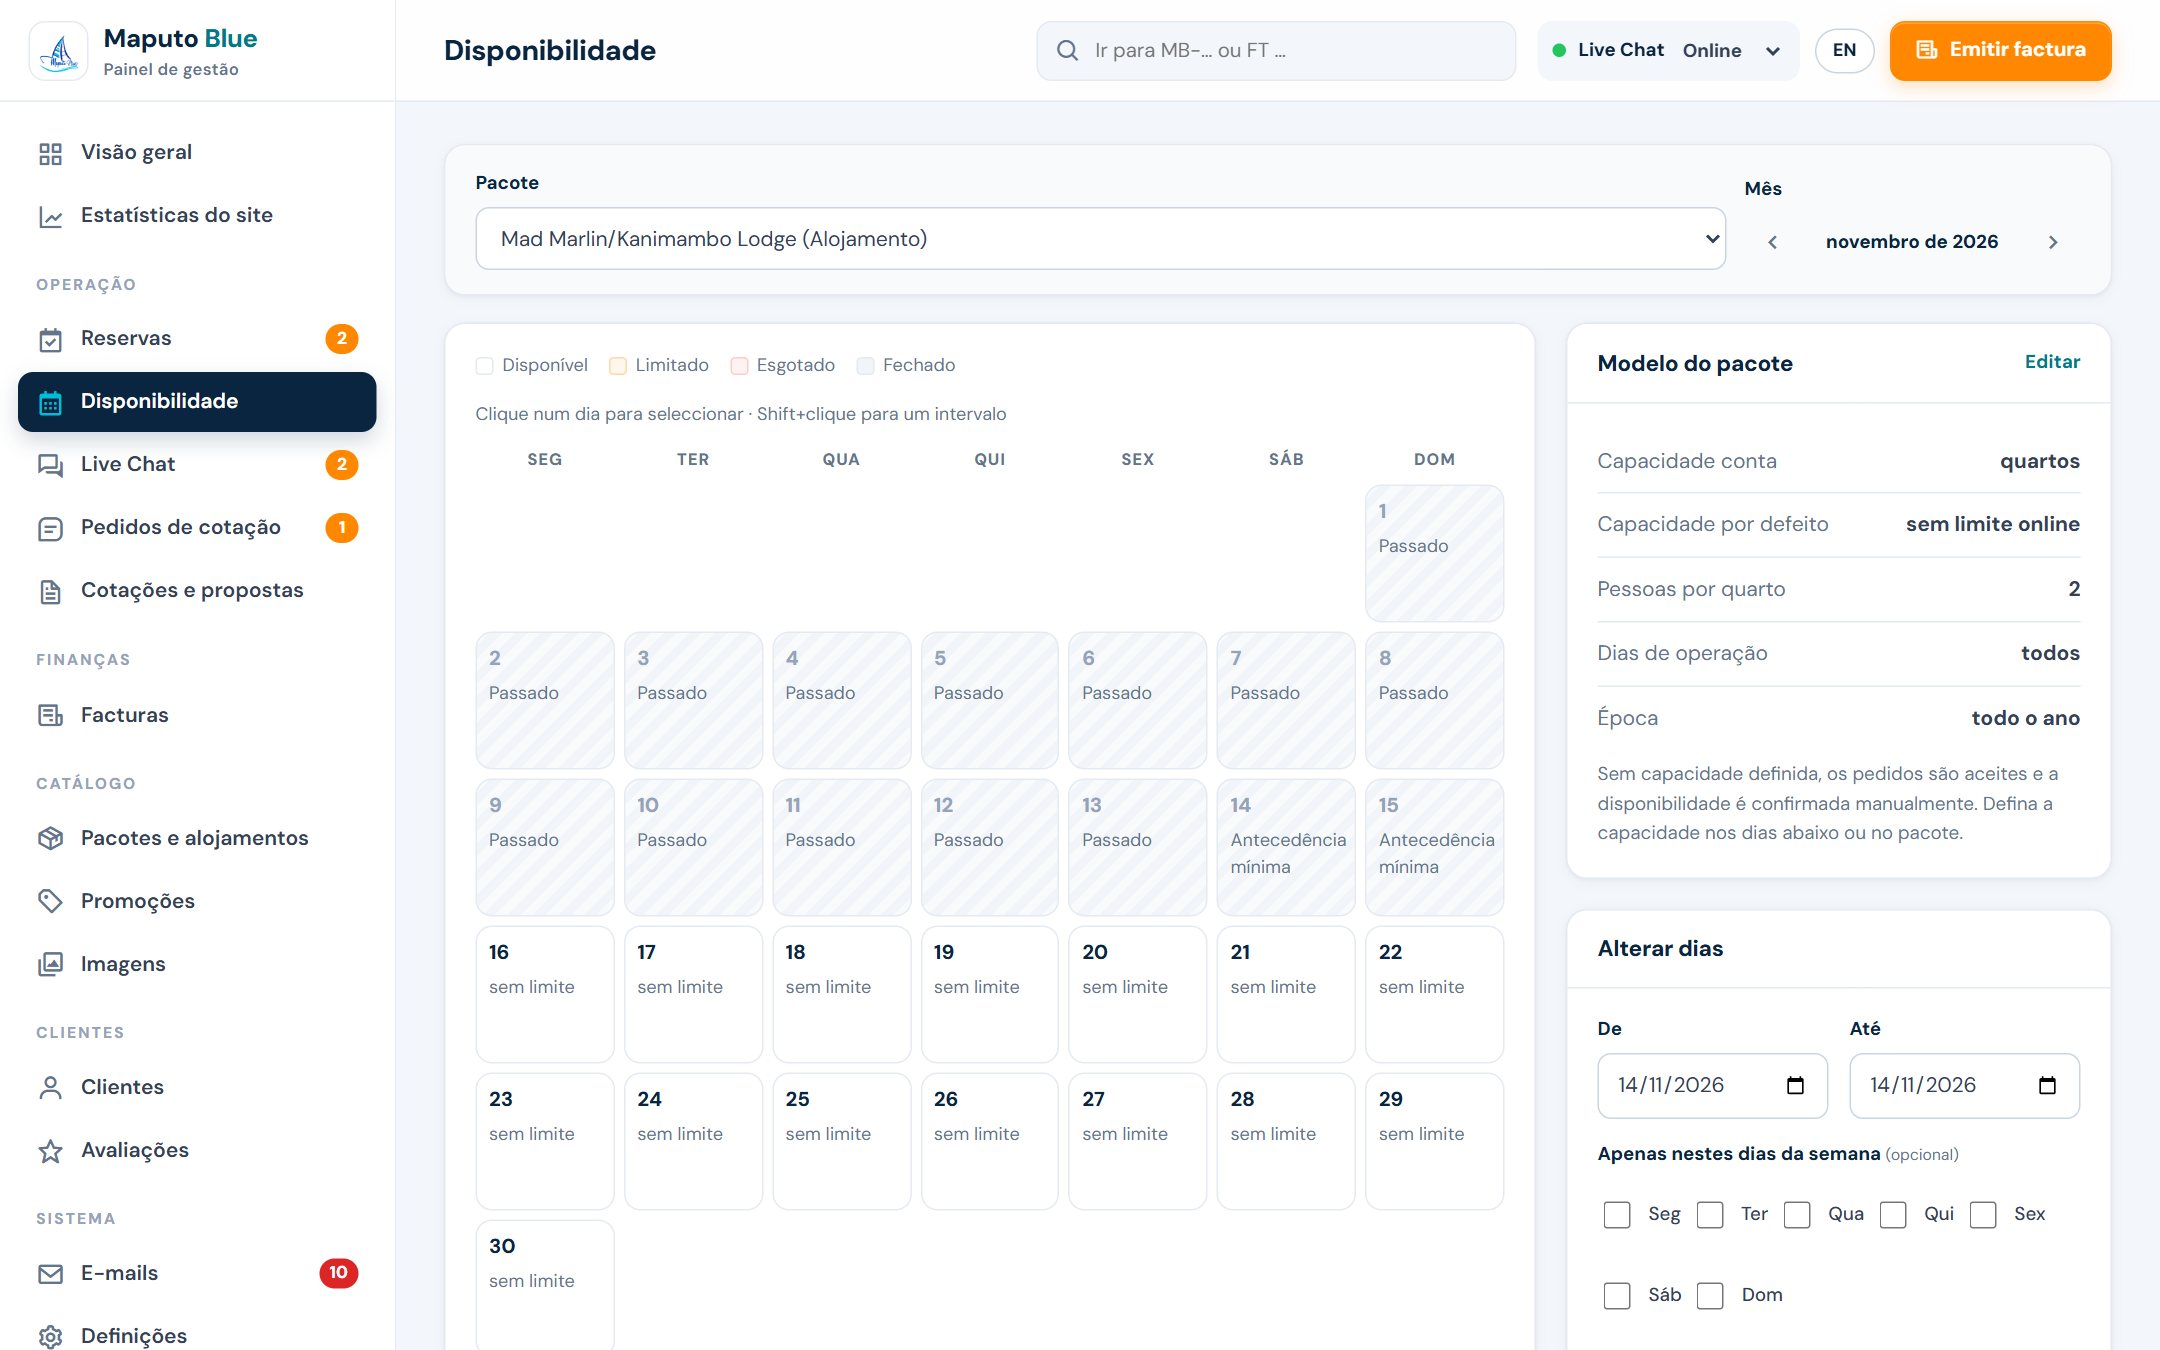 Maputo Blue
Painel de gestão
Disponibilidade
Ir para MB-... ou FT ...
Live Chat Online
EN
Emitir factura
Visão geral
Estatísticas do site
OPERAÇÃO
Reservas 2
Disponibilidade
Live Chat 2
Pedidos de cotação 1
Cotações e propostas
FINANÇAS
Facturas
CATÁLOGO
Pacotes e alojamentos
Promoções
Imagens
CLIENTES
Clientes
Avaliações
SISTEMA
E-mails 10
Definições
Pacote
Mad Marlin/Kanimambo Lodge (Alojamento)
Mês
novembro de 2026
Disponível Limitado Esgotado Fechado
Clique num dia para seleccionar · Shift+clique para um intervalo
SEG TER QUA QUI SEX SÁB DOM
1
Passado
2 3 4 5 6 7 8
Passado Passado Passado Passado Passado Passado Passado
9 10 11 12 13 14 15
Passado Passado Passado Passado Passado Antecedência Antecedência
mínima mínima
16 17 18 19 20 21 22
sem limite sem limite sem limite sem limite sem limite sem limite sem limite
23 24 25 26 27 28 29
sem limite sem limite sem limite sem limite sem limite sem limite sem limite
30
sem limite
Modelo do pacote Editar
Capacidade conta quartos
Capacidade por defeito sem limite online
Pessoas por quarto 2
Dias de operação todos
Época todo o ano
Sem capacidade definida, os pedidos são aceites e a
disponibilidade é confirmada manualmente. Defina a
capacidade nos dias abaixo ou no pacote.
Alterar dias
De Até
14/11/2026 14/11/2026
Apenas nestes dias da semana (opcional)
Seg Ter Qua Qui Sex
Sáb Dom